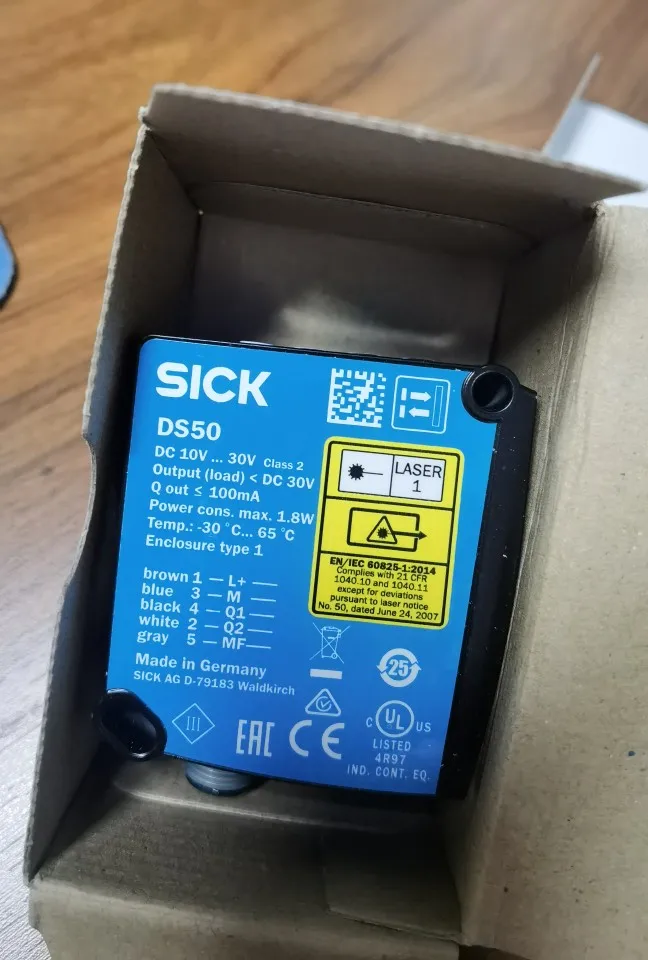 SICK
DS50
DC 10V ... 30V Class 2
Output (load) < DC 30V
Q out ≤ 100mA
Power cons. max. 1.8W
Temp.: -30 °C... 65 °C
Enclosure type 1
LASER
1
EN/IEC 60825-1:2014
Complies with 21 CFR
1040.10 and 1040.11
except for deviations
pursuant to laser notice
No. 50, dated June 24, 2007
brown 1 — L+ —
blue 3 — M —
black 4 — Q1 —
white 2 — Q2 —
gray 5 — MF —
Made in Germany
SICK AG D-79183 Waldkirch
25
III
EAC
CE
C UL US
LISTED
4R97
IND. CONT. EQ.